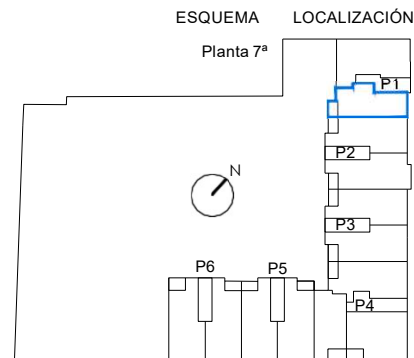 ESQUEMA LOCALIZACIÓN
Planta 7ª
P1
P2
N
P3
P6 P5
P4